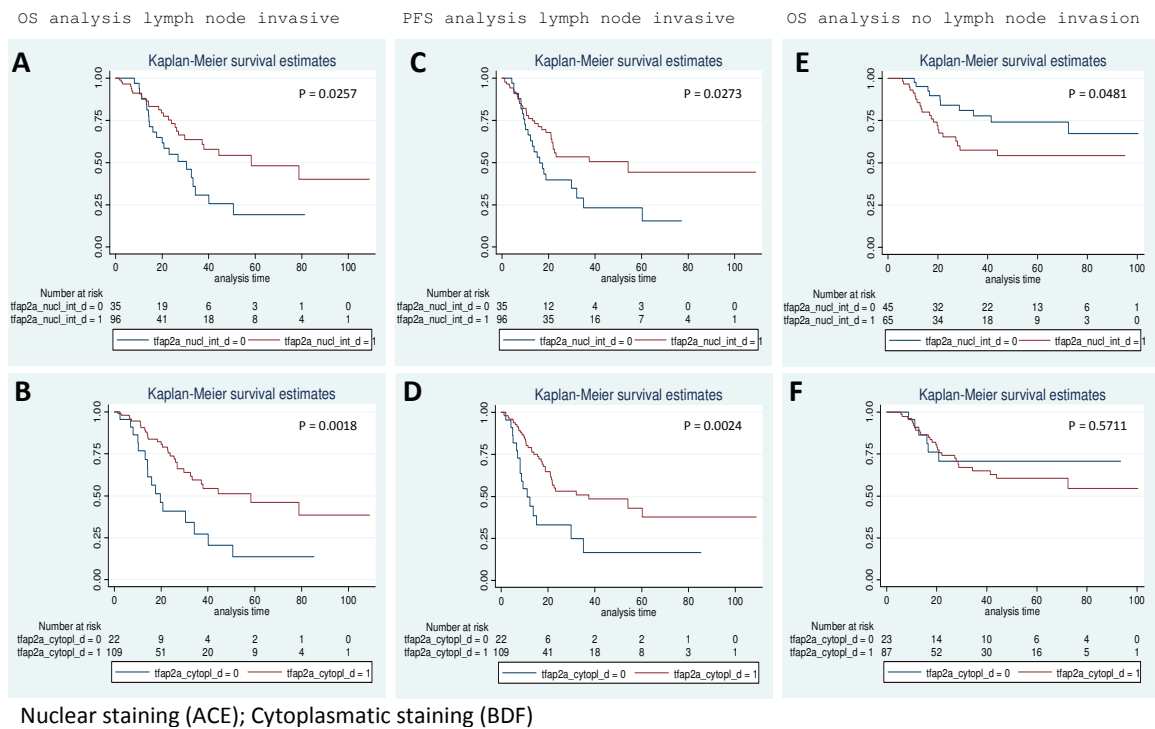 OS analysis lymph node invasive
PFS analysis lymph node invasive
OS analysis no lymph node invasion
A
Kaplan-Meier survival estimates
P = 0.0257
1.00
0.75
0.50
0.25
0.00
0 20 40 60 80 100
analysis time
Number at risk
tfap2a_nucl_int_d = 0 35 19 6 3 1 0
tfap2a_nucl_int_d = 1 96 41 18 8 4 1
tfap2a_nucl_int_d = 0 tfap2a_nucl_int_d = 1
C
Kaplan-Meier survival estimates
P = 0.0273
1.00
0.75
0.50
0.25
0.00
0 20 40 60 80 100
analysis time
Number at risk
tfap2a_nucl_int_d = 0 35 12 4 3 0 0
tfap2a_nucl_int_d = 1 96 35 16 7 4 1
tfap2a_nucl_int_d = 0 tfap2a_nucl_int_d = 1
E
Kaplan-Meier survival estimates
P = 0.0481
1.00
0.75
0.50
0.25
0.00
0 20 40 60 80 100
analysis time
Number at risk
tfap2a_nucl_int_d = 0 45 32 22 13 6 1
tfap2a_nucl_int_d = 1 65 34 18 9 3 0
tfap2a_nucl_int_d = 0 tfap2a_nucl_int_d = 1
B
Kaplan-Meier survival estimates
P = 0.0018
1.00
0.75
0.50
0.25
0.00
0 20 40 60 80 100
analysis time
Number at risk
tfap2a_cytopl_d = 0 22 9 4 2 1 0
tfap2a_cytopl_d = 1 109 51 20 9 4 1
tfap2a_cytopl_d = 0 tfap2a_cytopl_d = 1
D
Kaplan-Meier survival estimates
P = 0.0024
1.00
0.75
0.50
0.25
0.00
0 20 40 60 80 100
analysis time
Number at risk
tfap2a_cytopl_d = 0 22 6 2 2 1 0
tfap2a_cytopl_d = 1 109 41 18 8 3 1
tfap2a_cytopl_d = 0 tfap2a_cytopl_d = 1
F
Kaplan-Meier survival estimates
P = 0.5711
1.00
0.75
0.50
0.25
0.00
0 20 40 60 80 100
analysis time
Number at risk
tfap2a_cytopl_d = 0 23 14 10 6 4 0
tfap2a_cytopl_d = 1 87 52 30 16 5 1
tfap2a_cytopl_d = 0 tfap2a_cytopl_d = 1
Nuclear staining (ACE); Cytoplasmatic staining (BDF)